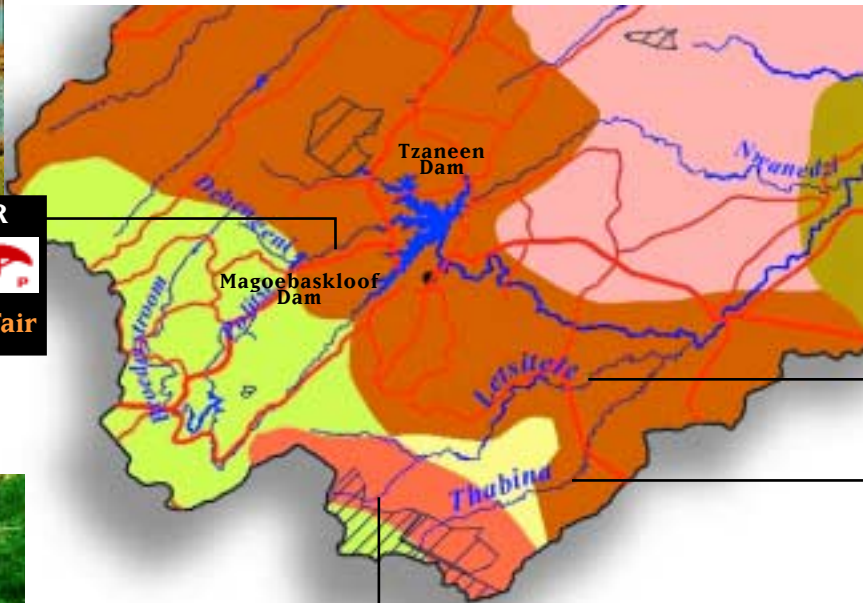 Tzaneen
Dam
Nwanedzi
R
Debengeni
P
Magoebaskloof
Dam
Politsi
Fair
Broederstroom
Letsitele
Thabina